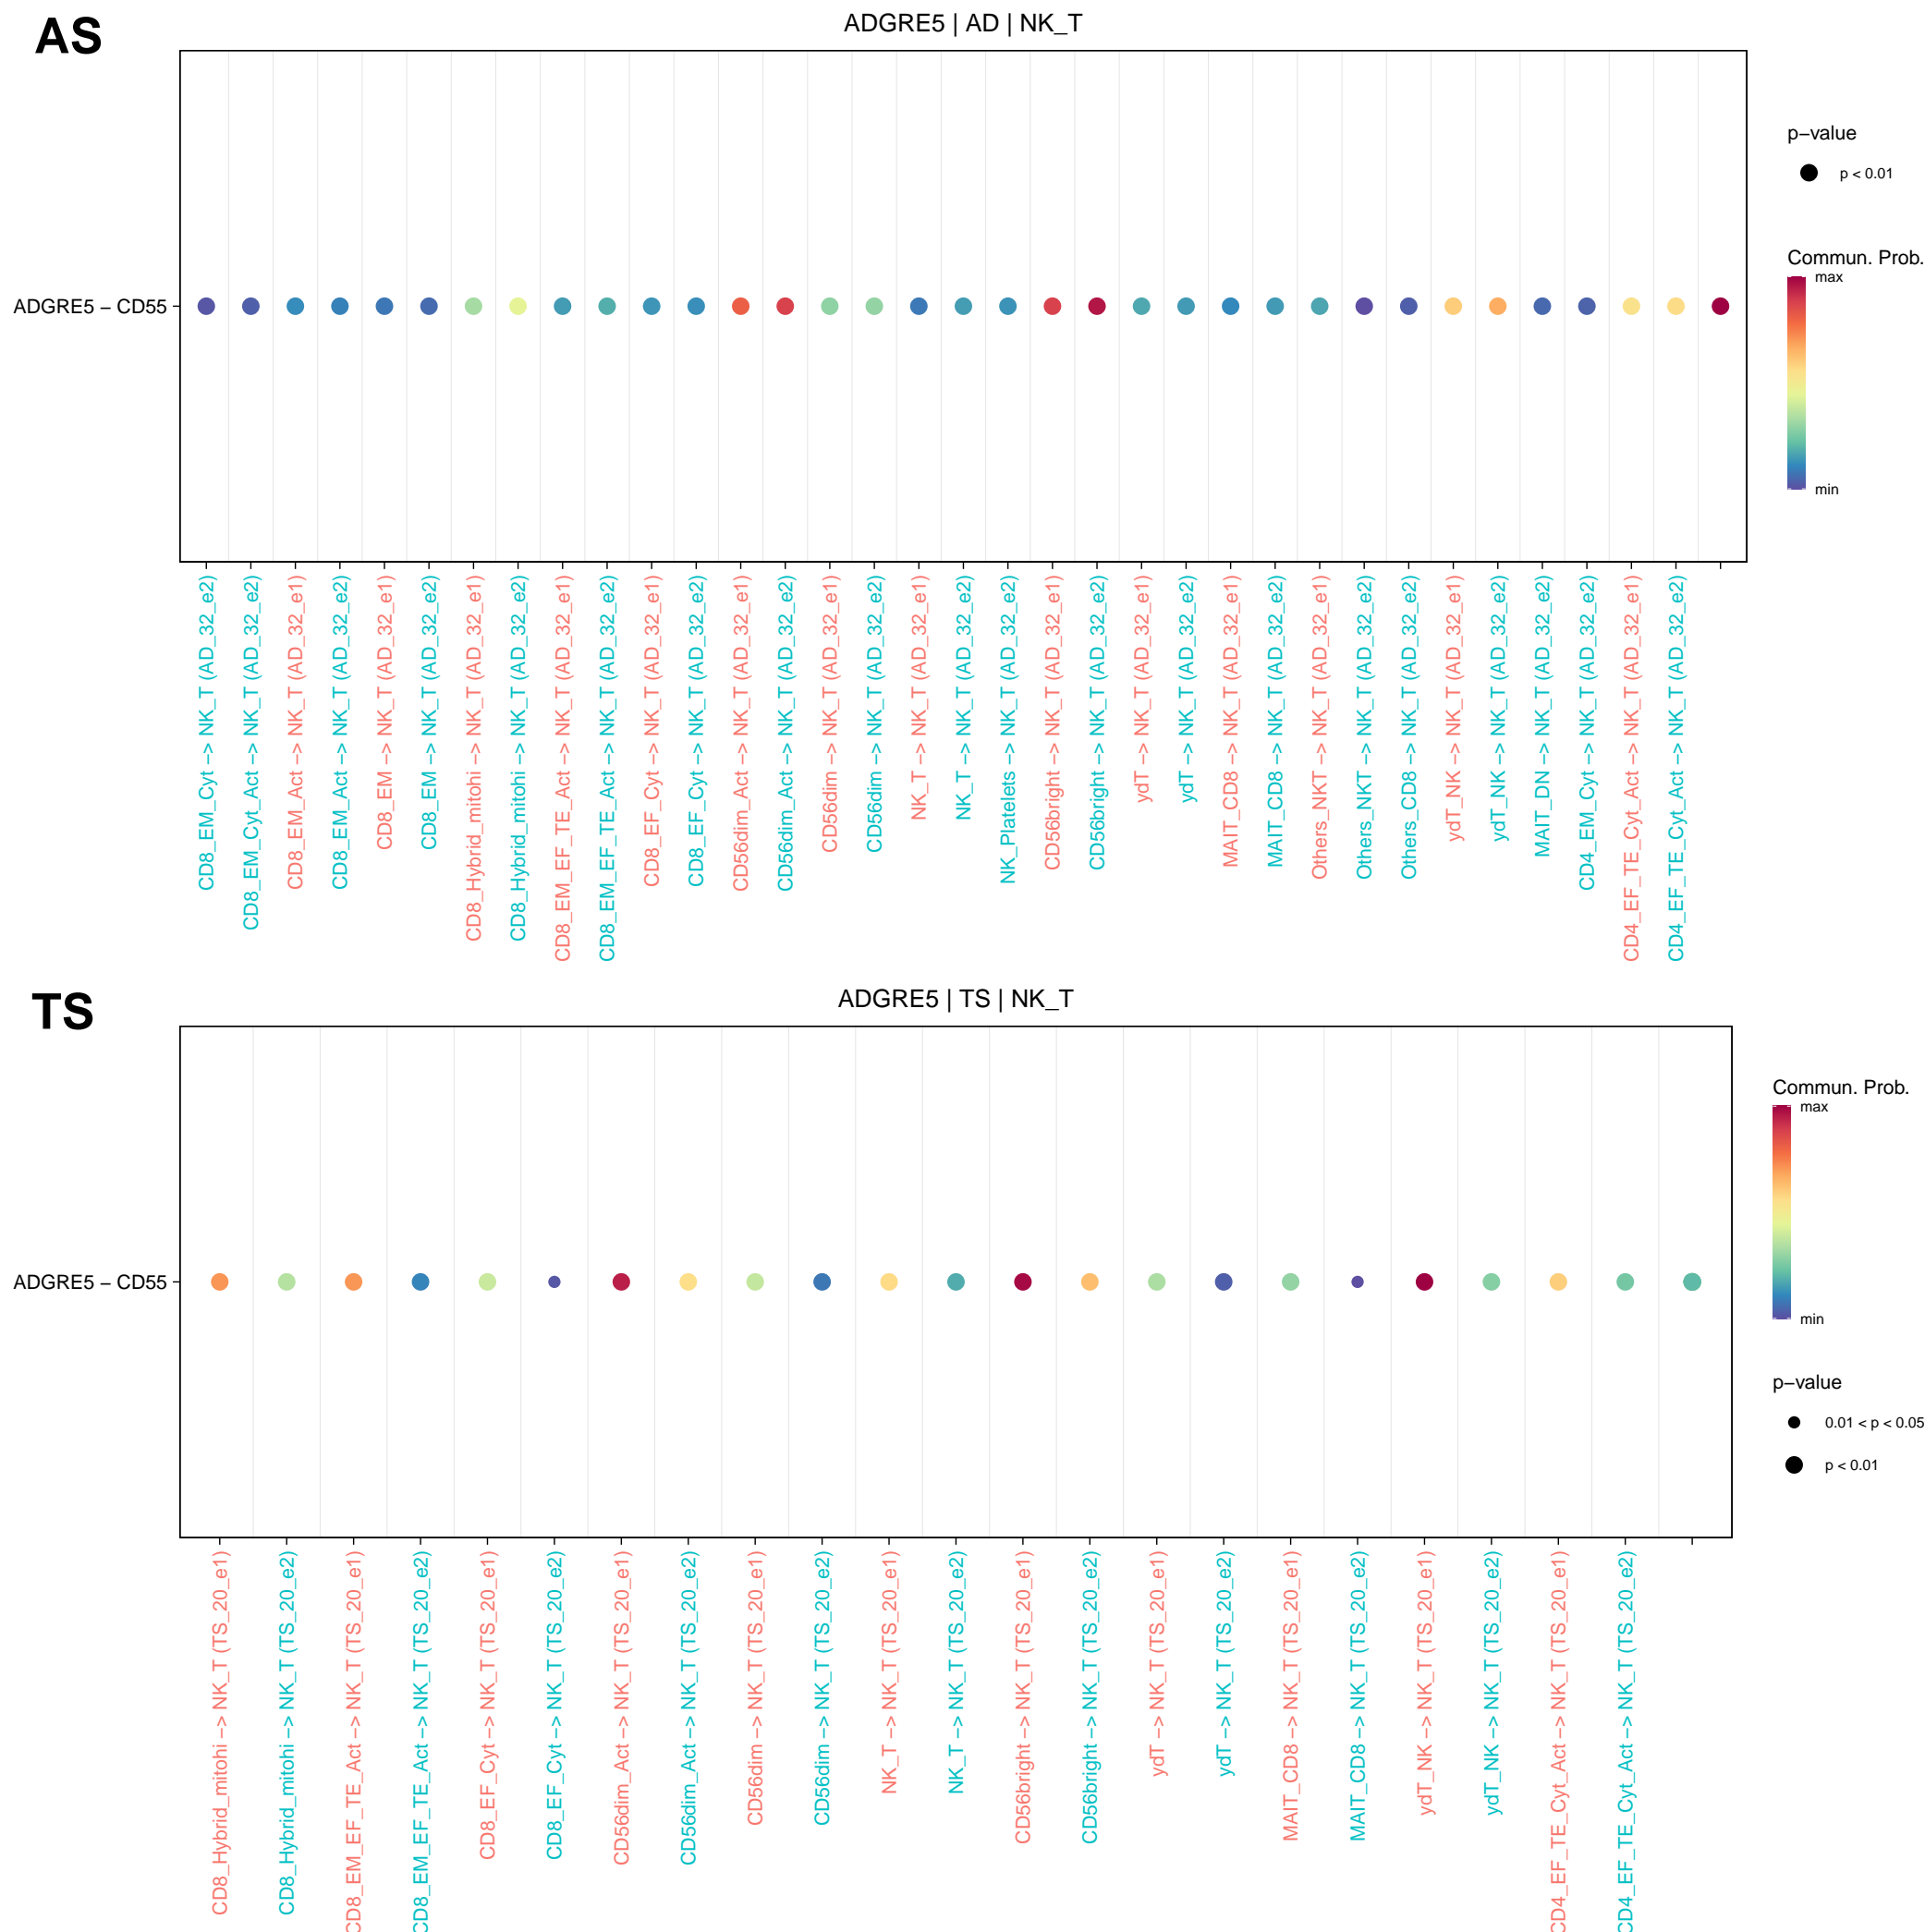 AS
ADGRE5 | AD | NK_T
ADGRE5 − CD55
p−value
p < 0.01
Commun. Prob.
max
min
CD8_EM_Cyt −> NK_T (AD_32_e2)
CD8_EM_Cyt_Act −> NK_T (AD_32_e2)
CD8_EM_Act −> NK_T (AD_32_e1)
CD8_EM_Act −> NK_T (AD_32_e2)
CD8_EM −> NK_T (AD_32_e1)
CD8_EM −> NK_T (AD_32_e2)
CD8_Hybrid_mitohi −> NK_T (AD_32_e1)
CD8_Hybrid_mitohi −> NK_T (AD_32_e2)
CD8_EM_EF_TE_Act −> NK_T (AD_32_e1)
CD8_EM_EF_TE_Act −> NK_T (AD_32_e2)
CD8_EF_Cyt −> NK_T (AD_32_e1)
CD8_EF_Cyt −> NK_T (AD_32_e2)
CD56dim_Act −> NK_T (AD_32_e1)
CD56dim_Act −> NK_T (AD_32_e2)
CD56dim −> NK_T (AD_32_e1)
CD56dim −> NK_T (AD_32_e2)
NK_T −> NK_T (AD_32_e1)
NK_T −> NK_T (AD_32_e2)
NK_Platelets −> NK_T (AD_32_e2)
CD56bright −> NK_T (AD_32_e1)
CD56bright −> NK_T (AD_32_e2)
ydT −> NK_T (AD_32_e1)
ydT −> NK_T (AD_32_e2)
MAIT_CD8 −> NK_T (AD_32_e1)
MAIT_CD8 −> NK_T (AD_32_e2)
Others_NKT −> NK_T (AD_32_e1)
Others_NKT −> NK_T (AD_32_e2)
Others_CD8 −> NK_T (AD_32_e2)
ydT_NK −> NK_T (AD_32_e1)
ydT_NK −> NK_T (AD_32_e2)
MAIT_DN −> NK_T (AD_32_e2)
CD4_EM_Cyt −> NK_T (AD_32_e2)
CD4_EF_TE_Cyt_Act −> NK_T (AD_32_e1)
CD4_EF_TE_Cyt_Act −> NK_T (AD_32_e2)
TS
ADGRE5 | TS | NK_T
ADGRE5 − CD55
Commun. Prob.
max
min
p−value
0.01 < p < 0.05
p < 0.01
CD8_Hybrid_mitohi −> NK_T (TS_20_e1)
CD8_Hybrid_mitohi −> NK_T (TS_20_e2)
CD8_EM_EF_TE_Act −> NK_T (TS_20_e1)
CD8_EM_EF_TE_Act −> NK_T (TS_20_e2)
CD8_EF_Cyt −> NK_T (TS_20_e1)
CD8_EF_Cyt −> NK_T (TS_20_e2)
CD56dim_Act −> NK_T (TS_20_e1)
CD56dim_Act −> NK_T (TS_20_e2)
CD56dim −> NK_T (TS_20_e1)
CD56dim −> NK_T (TS_20_e2)
NK_T −> NK_T (TS_20_e1)
NK_T −> NK_T (TS_20_e2)
CD56bright −> NK_T (TS_20_e1)
CD56bright −> NK_T (TS_20_e2)
ydT −> NK_T (TS_20_e1)
ydT −> NK_T (TS_20_e2)
MAIT_CD8 −> NK_T (TS_20_e1)
MAIT_CD8 −> NK_T (TS_20_e2)
ydT_NK −> NK_T (TS_20_e1)
ydT_NK −> NK_T (TS_20_e2)
CD4_EF_TE_Cyt_Act −> NK_T (TS_20_e1)
CD4_EF_TE_Cyt_Act −> NK_T (TS_20_e2)